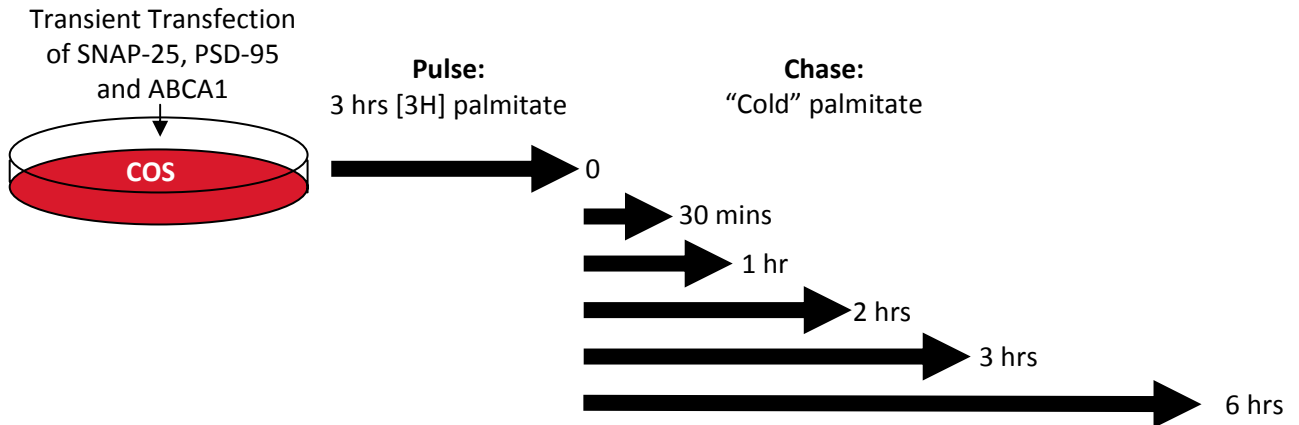 Transient Transfection
of SNAP-25, PSD-95
and ABCA1
COS
Pulse:
3 hrs [3H] palmitate
Chase:
“Cold” palmitate
0
30 mins
1 hr
2 hrs
3 hrs
6 hrs